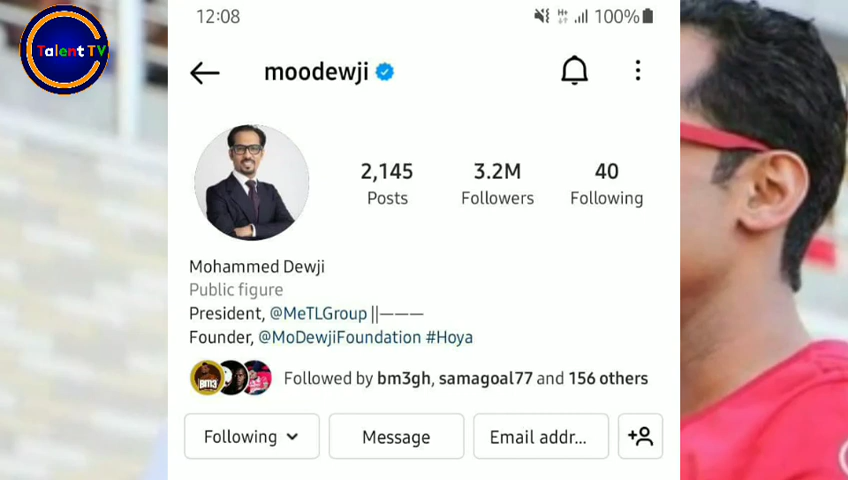 Talent TV
12:08
100%
moodewji
2,145
3.2M
40
Posts
Followers
Following
Mohammed Dewji
Public figure
President, @MeTLGroup ||———
Founder, @MoDewjiFoundation #Hoya
BM3
Followed by bm3gh, samagoal77 and 156 others
Following
Message
Email addr...